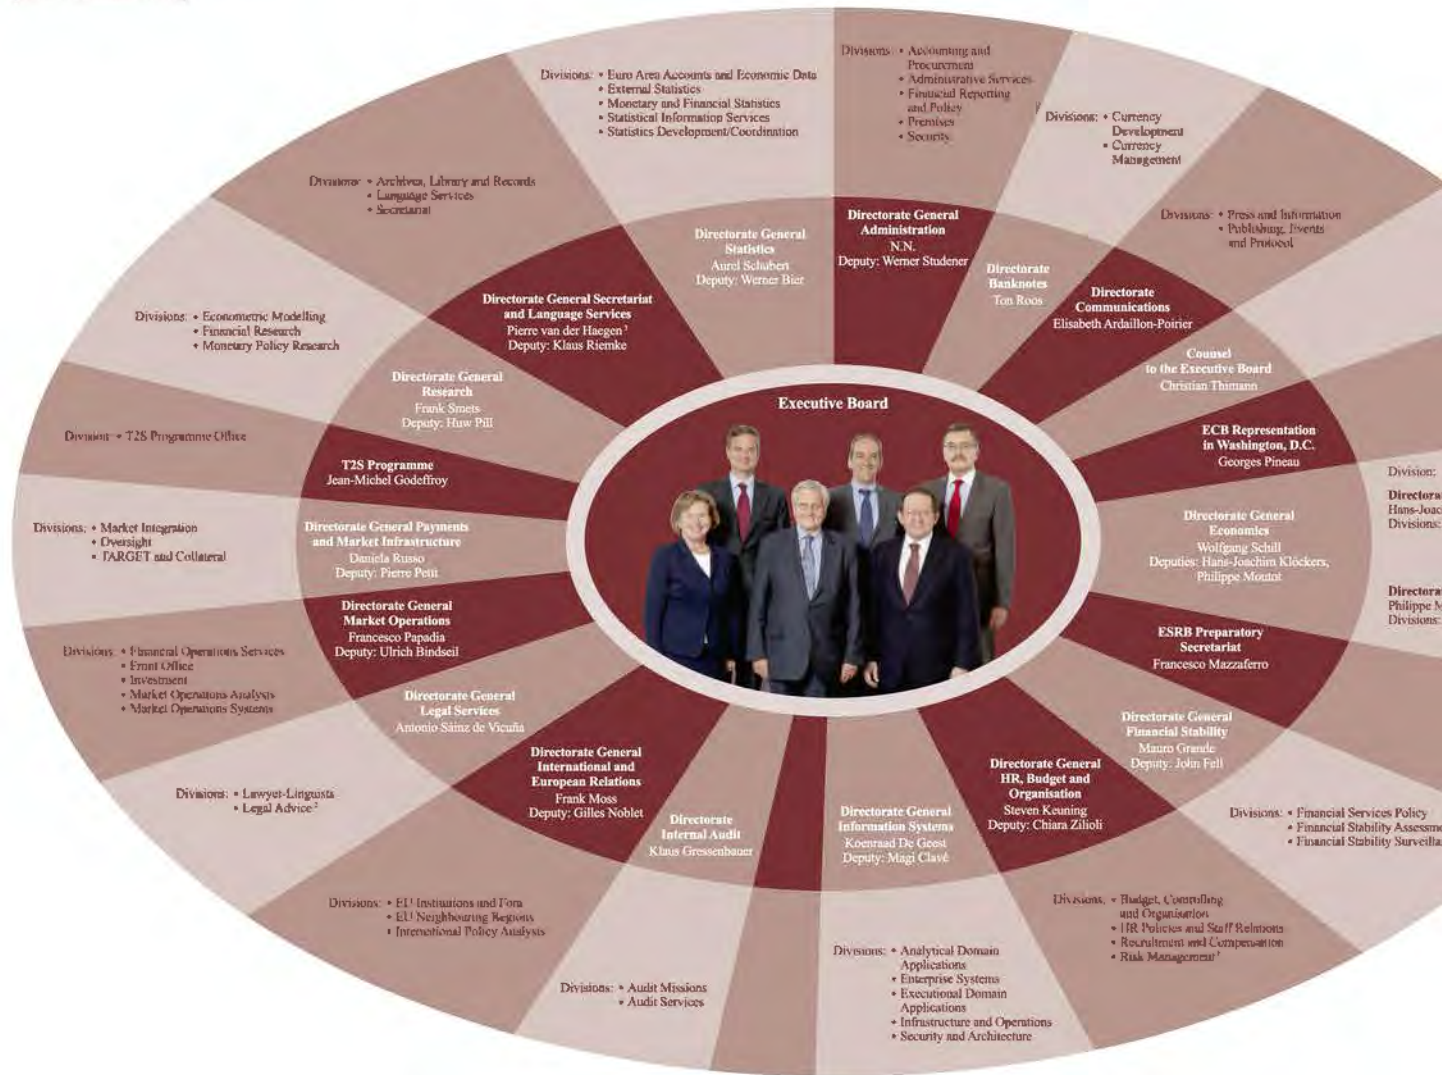 Divisions: • Accounting and
Procurement
• Administrative Services
• Financial Reporting
and Policy
• Premises
• Security
Directorate General
Administration
N.N.
Deputy: Werner Studener
Divisions: • Currency
Development
• Currency
Management
Directorate
Banknotes
Ton Roos
Divisions: • Press and Information
• Publishing, Events
and Protocol
Directorate
Communications
Elisabeth Ardaillon-Poirier
Counsel
to the Executive Board
Christian Thimann
ECB Representation
in Washington, D.C.
Georges Pineau
Directorate General
Economics
Wolfgang Schill
Deputies: Hans-Joachim Klöckers,
Philippe Moutot
Division:
Directora
Hans-Joac
Divisions:
Directora
Philippe M
Divisions:
ESRB Preparatory
Secretariat
Francesco Mazzaferro
Directorate General
Financial Stability
Mauro Grande
Deputy: John Fell
Divisions: • Financial Services Policy
• Financial Stability Assessme
• Financial Stability Surveilla
Directorate General
HR, Budget and
Organisation
Steven Keuning
Deputy: Chiara Zilioli
Divisions: • Budget, Controlling
and Organisation
• HR Policies and Staff Relations
• Recruitment and Compensation
• Risk Management
Directorate General
Information Systems
Koenraad De Geest
Deputy: Magi Clavé
Divisions: • Analytical Domain
Applications
• Enterprise Systems
• Executional Domain
Applications
• Infrastructure and Operations
• Security and Architecture
Directorate
Internal Audit
Klaus Gressenbauer
Divisions: • Audit Missions
• Audit Services
Directorate General
International and
European Relations
Frank Moss
Deputy: Gilles Noblet
Divisions: • EU Institutions and Fora
• EU Neighbouring Regions
• International Policy Analysis
Directorate General
Legal Services
Antonio Sáinz de Vicuña
Divisions: • Lawyer-Linguists
• Legal Advice ²
Directorate General
Market Operations
Francesco Papadia
Deputy: Ulrich Bindseil
Divisions: • Financial Operations Services
• Front Office
• Investment
• Market Operations Analysis
• Market Operations Systems
Directorate General Payments
and Market Infrastructure
Daniela Russo
Deputy: Pierre Petit
Divisions: • Market Integration
• Oversight
• TARGET and Collateral
T2S Programme
Jean-Michel Godeffroy
Division: • T2S Programme Office
Directorate General
Research
Frank Smets
Deputy: Huw Pill
Divisions: • Econometric Modelling
• Financial Research
• Monetary Policy Research
Directorate General Secretariat
and Language Services
Pierre van der Haegen
Deputy: Klaus Riemke
Divisions: • Archives, Library and Records
• Language Services
• Secretariat
Directorate General
Statistics
Aurel Schubert
Deputy: Werner Bier
Divisions: • Euro Area Accounts and Economic Data
• External Statistics
• Monetary and Financial Statistics
• Statistical Information Services
• Statistics Development/Coordination
Executive Board